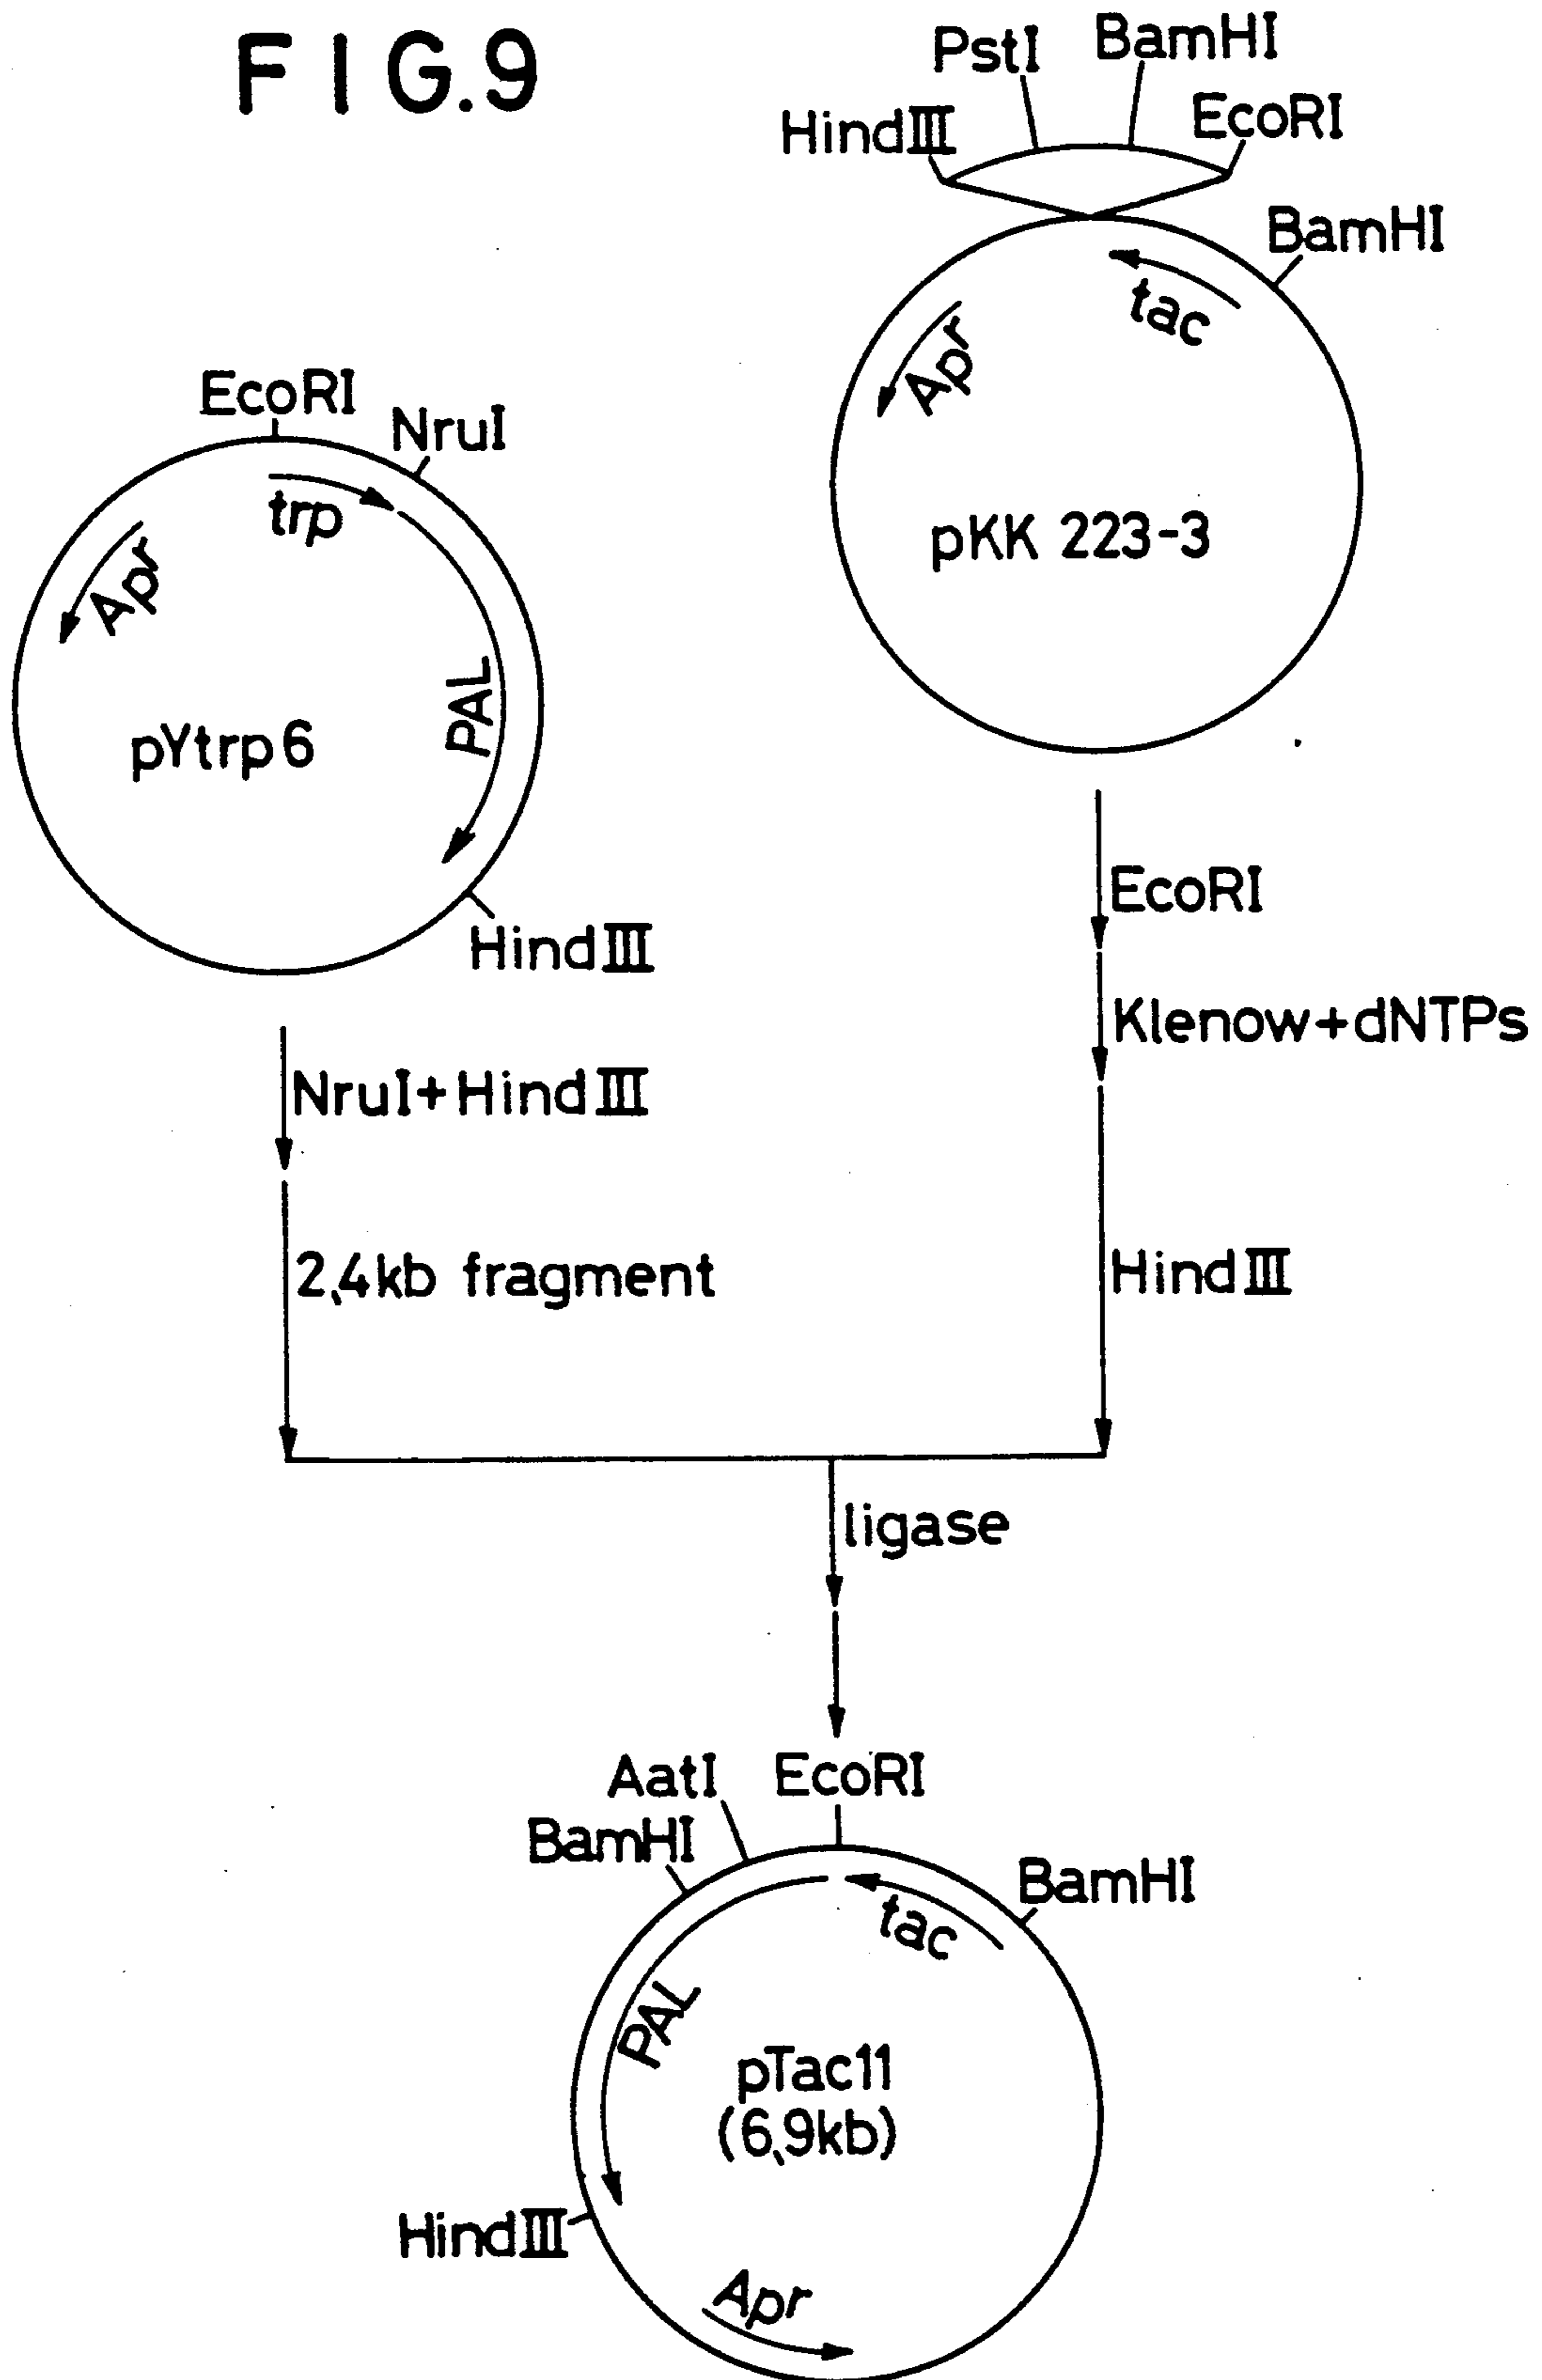 FIG.9
PstI BamHI
HindIII EcoRI
BamHI
tac
Apr
pKK 223-3
EcoRI
NruI
trp
Apr
PAL
pYtrp6
HindIII
EcoRI
Klenow+dNTPs
NruI+HindIII
2,4kb fragment
HindIII
ligase
AatI EcoRI
BamHI
BamHI
tac
PAL
pTac11
(6,9kb)
HindIII
Apr